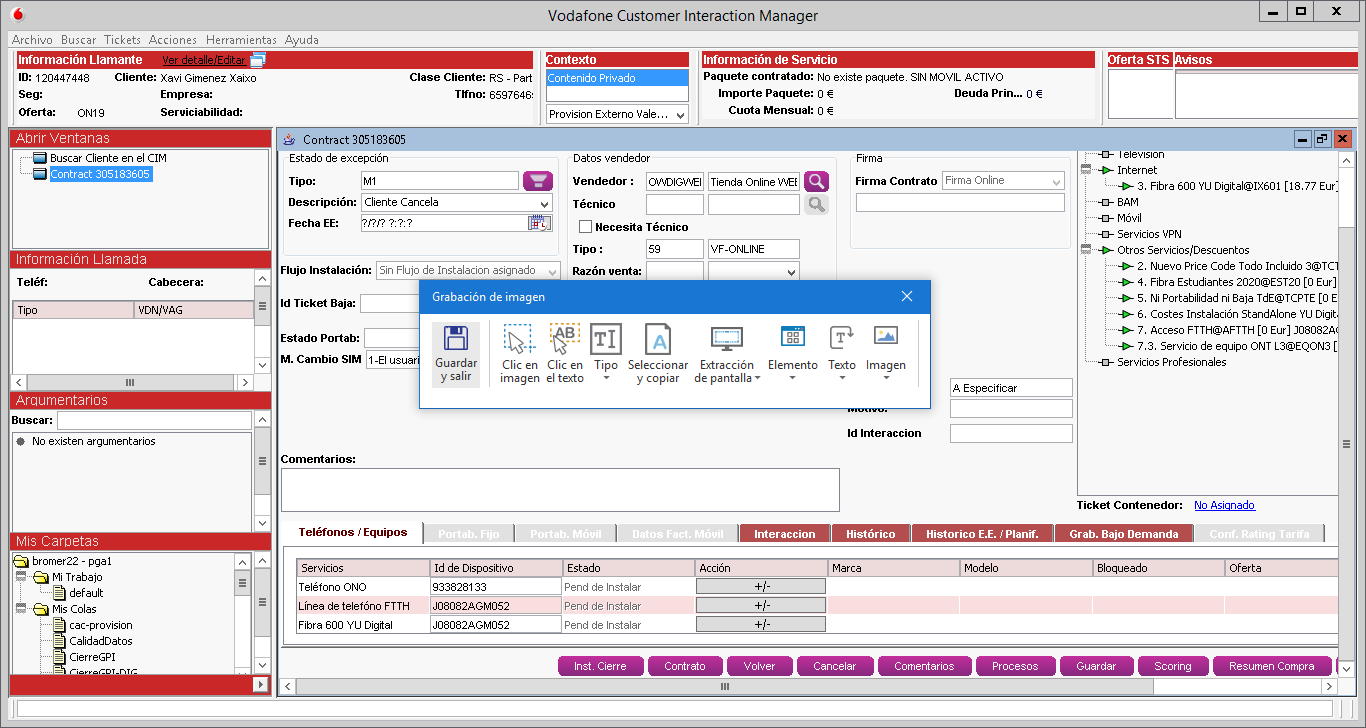 Vodafone Customer Interaction Manager
Archivo Buscar Tickets Acciones Herramientas Ayuda
Información Llamante Ver detalle/Editar
ID: 120447448 Cliente: Xavi Gimenez Xaixo Clase Cliente: RS - Part
Seg: Empresa: Tlfno: 6597646
Oferta: ON19 Serviciabilidad:
Contexto
Contenido Privado
Provision Externo Vale...
Información de Servicio
Paquete contratado: No existe paquete. SIN MOVIL ACTIVO
Importe Paquete: 0 € Deuda Prin... 0 €
Cuota Mensual: 0 €
Oferta STS Avisos
Abrir Ventanas
Buscar Cliente en el CIM
Contract 305183605
Información Llamada
Teléf: Cabecera:
Tipo VDN/VAG
Argumentarios
Buscar:
No existen argumentarios
Mis Carpetas
bromer22 - pga1
Mi Trabajo
default
Mis Colas
cac-provision
CalidadDatos
CierreGPI
CierreGPI-DIG
Contract 305183605
Estado de excepción
Tipo: M1
Descripción: Cliente Cancela
Fecha EE: ?/?/? ?:?:?
Flujo Instalación: Sin Flujo de Instalacion asignado
Id Ticket Baja:
Estado Portab:
M. Cambio SIM 1-El usuari
Datos vendedor
Vendedor : OWDIGWEI Tienda Online WEE
Técnico
Necesita Técnico
Tipo : 59 VF-ONLINE
Razón venta:
Firma
Firma Contrato Firma Online
Grabación de imagen
Guardar y salir
Clic en imagen
Clic en el texto
Tipo
Seleccionar y copiar
Extracción de pantalla
Elemento
Texto
Imagen
A Especificar
Motivo:
Id Interaccion
Comentarios:
Televisión
Internet
3. Fibra 600 YU Digital@IX601 [18.77 Eur]
BAM
Móvil
Servicios VPN
Otros Servicios/Descuentos
2. Nuevo Price Code Todo Incluido 3@TCT
4. Fibra Estudiantes 2020@EST20 [0 Eur]
5. Ni Portabilidad ni Baja TdE@TCPTE [0 E
6. Costes Instalación StandAlone YU Digit
7. Acceso FTTH@AFTTH [0 Eur] J08082AG
7.3. Servicio de equipo ONT L3@EQON3 [
Servicios Profesionales
Ticket Contenedor: No Asignado
Teléfonos / Equipos Portab. Fijo Portab. Móvil Datos Fact. Móvil Interaccion Histórico Historico E.E. / Planif. Grab. Bajo Demanda Conf. Rating Tarifa
Servicios Id de Dispositivo Estado Acción Marca Modelo Bloqueado Oferta
Teléfono ONO 933828133 Pend de Instalar +/-
Línea de telefóno FTTH J08082AGM052 Pend de Instalar +/-
Fibra 600 YU Digital J08082AGM052 Pend de Instalar +/-
Inst. Cierre Contrato Volver Cancelar Comentarios Procesos Guardar Scoring Resumen Compra